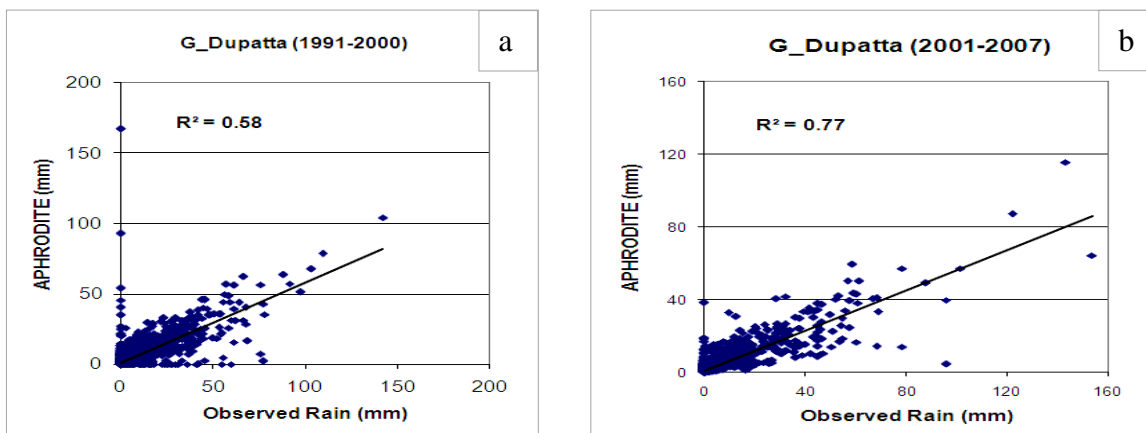 G_Dupatta (1991-2000)
a
200
150
100
50
0
R² = 0.58
APHRODITE (mm)
0 50 100 150 200
Observed Rain (mm)
G_Dupatta (2001-2007)
b
160
120
80
40
0
R² = 0.77
APHRODITE (mm)
0 40 80 120 160
Observed Rain (mm)